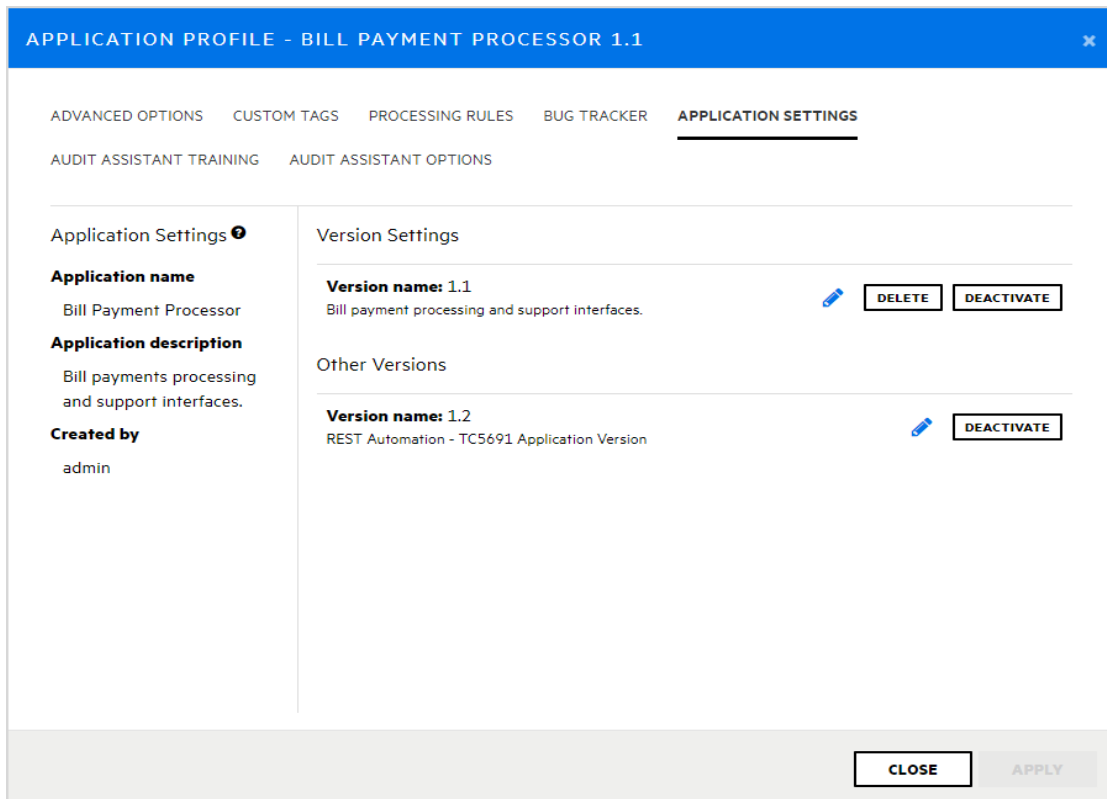 APPLICATION PROFILE - BILL PAYMENT PROCESSOR 1.1
ADVANCED OPTIONS CUSTOM TAGS PROCESSING RULES BUG TRACKER APPLICATION SETTINGS
AUDIT ASSISTANT TRAINING AUDIT ASSISTANT OPTIONS
Application Settings
Application name
Bill Payment Processor
Application description
Bill payments processing
and support interfaces.
Created by
admin
Version Settings
Version name: 1.1
Bill payment processing and support interfaces.
DELETE DEACTIVATE
Other Versions
Version name: 1.2
REST Automation - TC5691 Application Version
DEACTIVATE
CLOSE APPLY